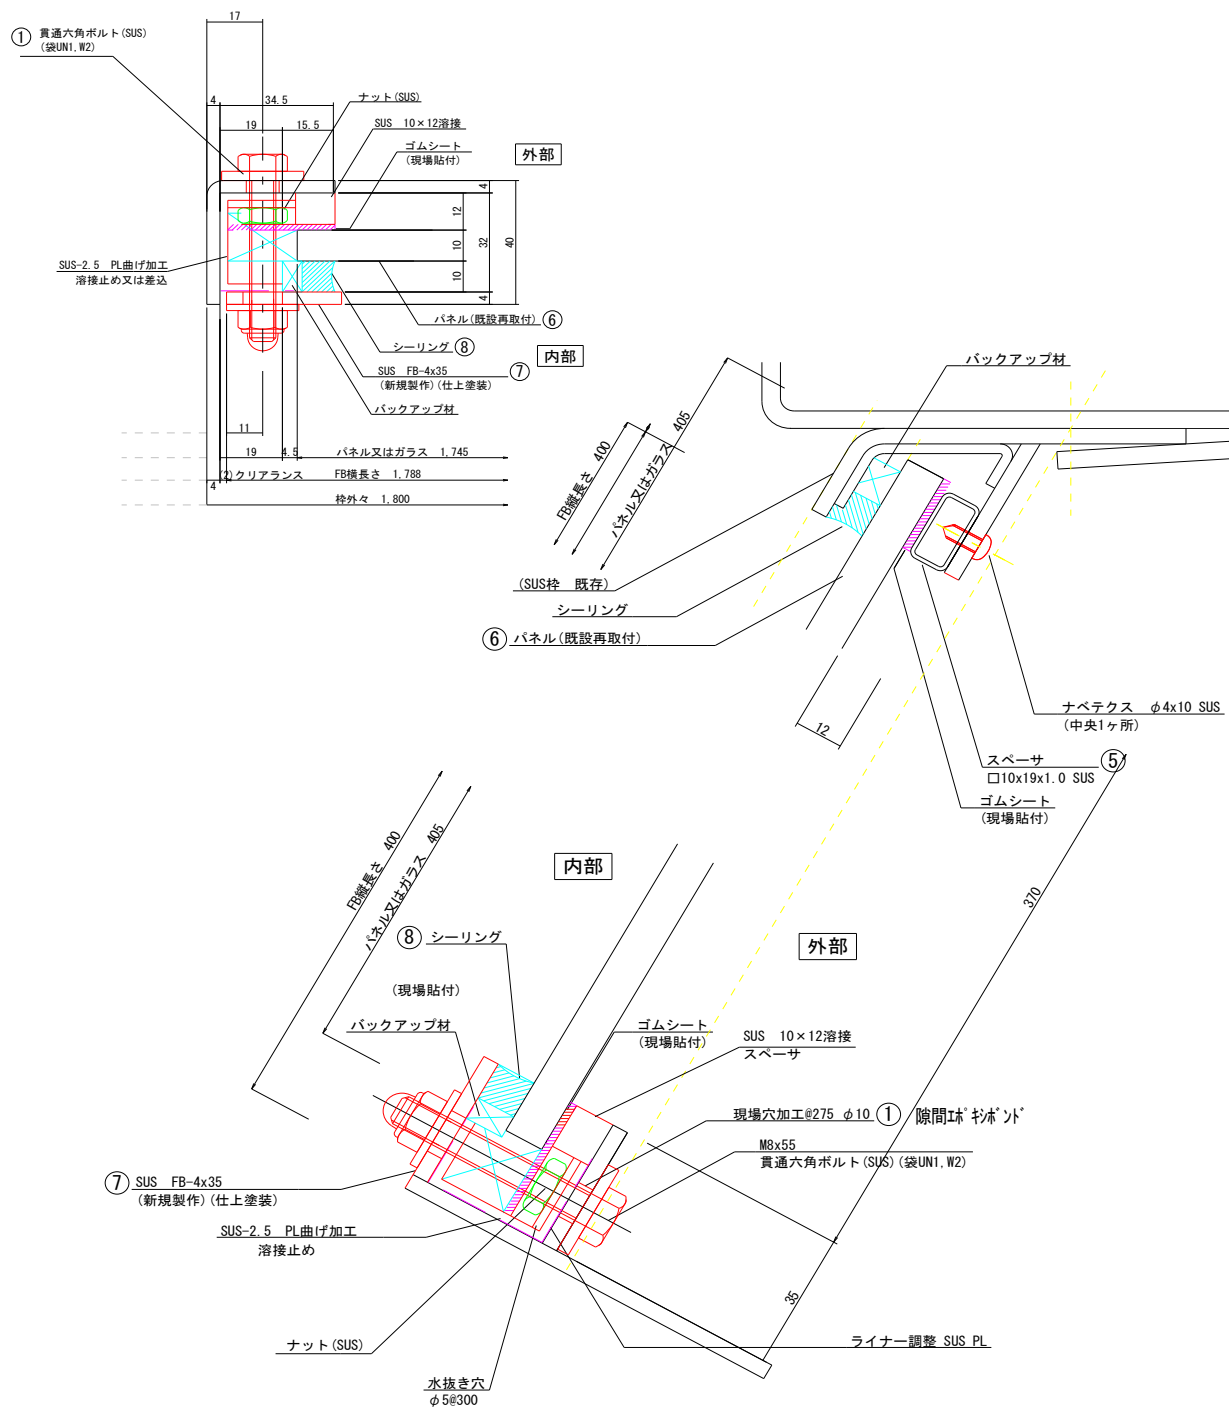 17
① 貫通六角ボルト(SUS)
(袋UN1,W2)
4
34.5
ナット(SUS)
19
15.5
SUS 10×12溶接
ゴムシート
(現場貼付)
外部
4
12
10
32
40
10
4
SUS-2.5 PL曲げ加工
溶接止め又は差込
パネル(既設再取付)⑥
シーリング⑧
内部
SUS FB-4x35 ⑦
(新規製作)(仕上塗装)
バックアップ材
11
19
4.5
パネル又はガラス 1,745
(2)クリアランス FB横長さ 1,788
4
枠外々 1,800
バックアップ材
405
FB縦長さ 400
パネル又はガラス
(SUS枠 既存)
シーリング
⑥ パネル(既設再取付)
12
ナベテクス φ4x10 SUS
(中央1ヶ所)
スペーサ ⑤
□10x19x1.0 SUS
ゴムシート
(現場貼付)
FB縦長さ 400
パネル又はガラス 405
内部
370
⑧ シーリング
外部
(現場貼付)
バックアップ材
ゴムシート
(現場貼付)
SUS 10×12溶接
スペーサ
現場穴加工@275 φ10 ① 隙間エポキシボンド
M8x55
貫通六角ボルト(SUS)(袋UN1,W2)
⑦ SUS FB-4x35
(新規製作)(仕上塗装)
SUS-2.5 PL曲げ加工
溶接止め
35
ナット(SUS)
ライナー調整 SUS PL
水抜き穴
φ5@300